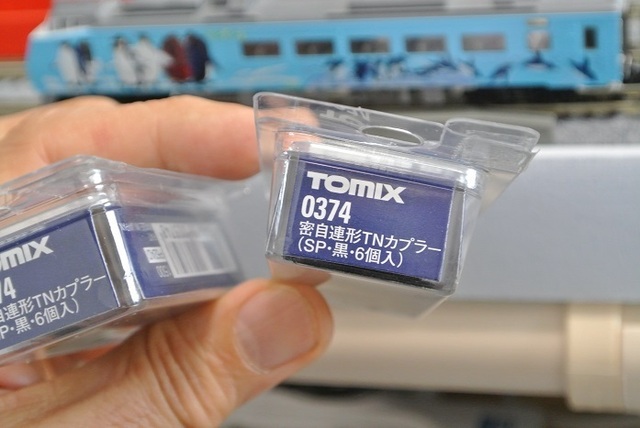 TOMIX
0374
密自連形TNカプラー
(SP・黒・6個入)
OMIX
74
自連形TNカプラー
SP・黒・6個入)